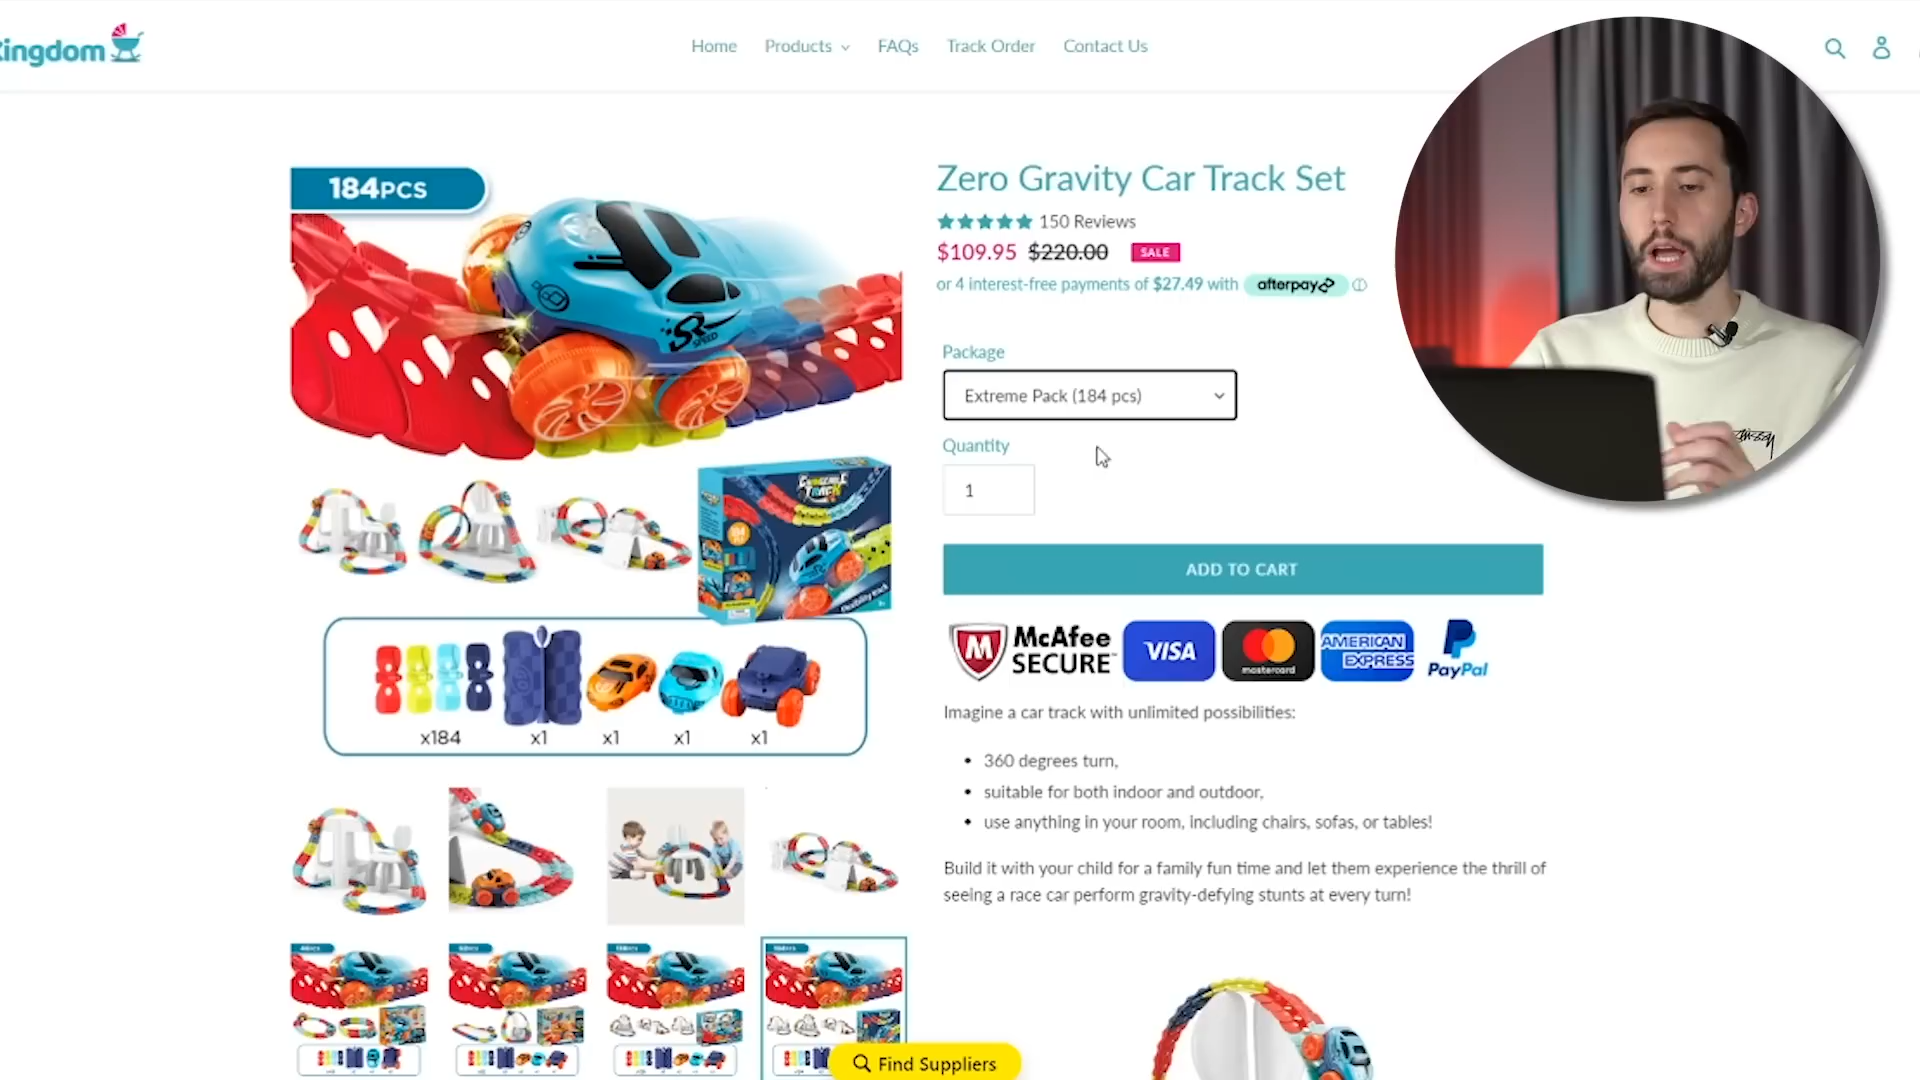 Kingdom
Home
Products
FAQs
Track Order
Contact Us
184PCS
Zero Gravity Car Track Set
150 Reviews
$109.95 $220.00 SALE
or 4 interest-free payments of $27.49 with afterpay
SR
SPEED
Package
Extreme Pack (184 pcs)
Quantity
1
ADD TO CART
TRACK
McAfee
SECURE
VISA
mastercard
AMERICAN
EXPRESS
PayPal
x184
x1
x1
x1
x1
Imagine a car track with unlimited possibilities:
360 degrees turn,
suitable for both indoor and outdoor,
use anything in your room, including chairs, sofas, or tables!
Build it with your child for a family fun time and let them experience the thrill of
seeing a race car perform gravity-defying stunts at every turn!
Find Suppliers